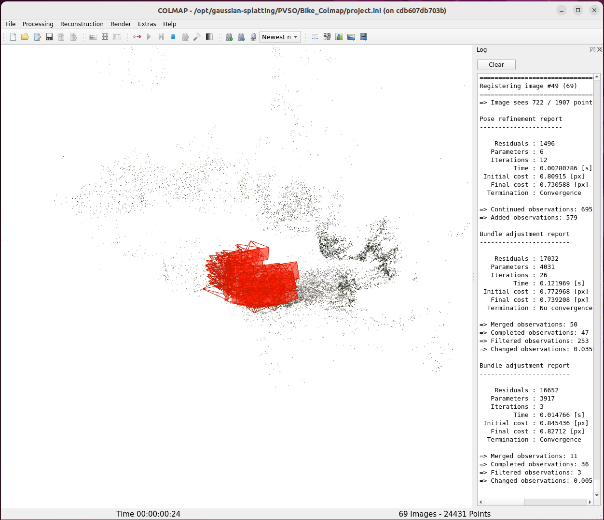 COLMAP - /opt/gaussian-splatting/PVSO/Bike_Colmap/project.ini (on cdb607db703b)
File Processing Reconstruction Render Extras Help
Newest n
Log
Clear
Registering image #49 (69)
=> Image sees 722 / 1907 point
Pose refinement report
Residuals : 1496
Parameters : 6
Iterations : 12
Time : 0.00280786 [s]
Initial cost : 0.80915 [px]
Final cost : 0.730588 [px]
Termination : Convergence
=> Continued observations: 695
=> Added observations: 579
Bundle adjustment report
Residuals : 17032
Parameters : 4031
Iterations : 26
Time : 0.121969 [s]
Initial cost : 0.772968 [px]
Final cost : 0.739208 [px]
Termination : No convergence
=> Merged observations: 50
=> Completed observations: 47
=> Filtered observations: 253
=> Changed observations: 0.035
Bundle adjustment report
Residuals : 16652
Parameters : 3917
Iterations : 3
Time : 0.014766 [s]
Initial cost : 0.845436 [px]
Final cost : 0.82712 [px]
Termination : Convergence
=> Merged observations: 11
=> Completed observations: 36
=> Filtered observations: 3
=> Changed observations: 0.005
Time 00:00:00:24
69 Images - 24431 Points